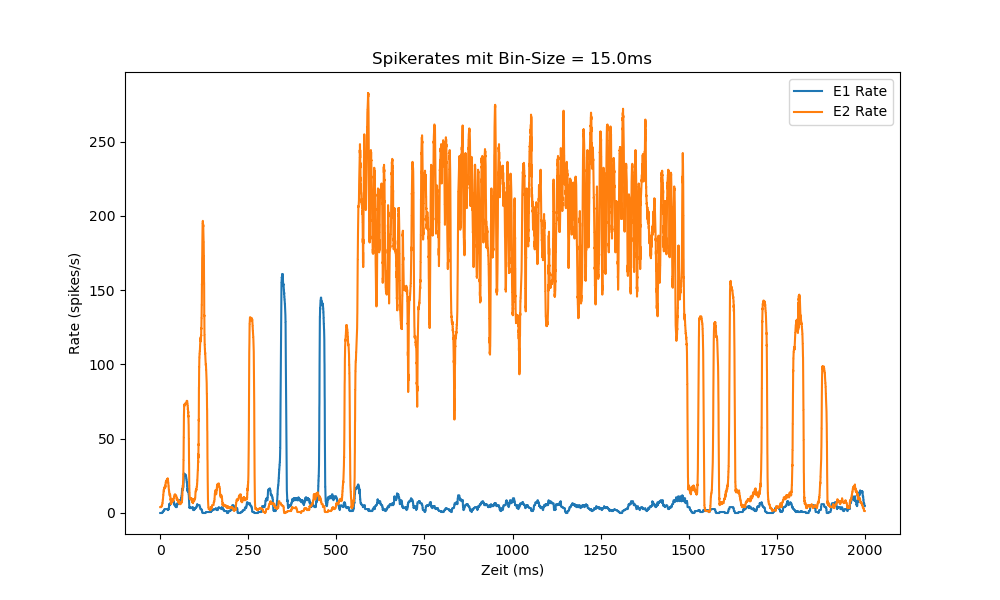 Spikerates mit Bin-Size = 15.0ms
E1 Rate
E2 Rate
Rate (spikes/s)
250
200
150
100
50
0
0 250 500 750 1000 1250 1500 1750 2000
Zeit (ms)